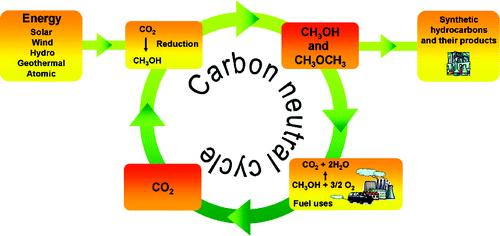 Energy
Solar
Wind
Hydro
Geothermal
Atomic
CO₂
Reduction
CH₃OH
CH₃OH
and
CH₃OCH₃
Synthetic
hydrocarbons
and their products
Carbon neutral cycle
CO₂
CO₂ + 2H₂O
CH₃OH + 3/2 O₂
Fuel uses